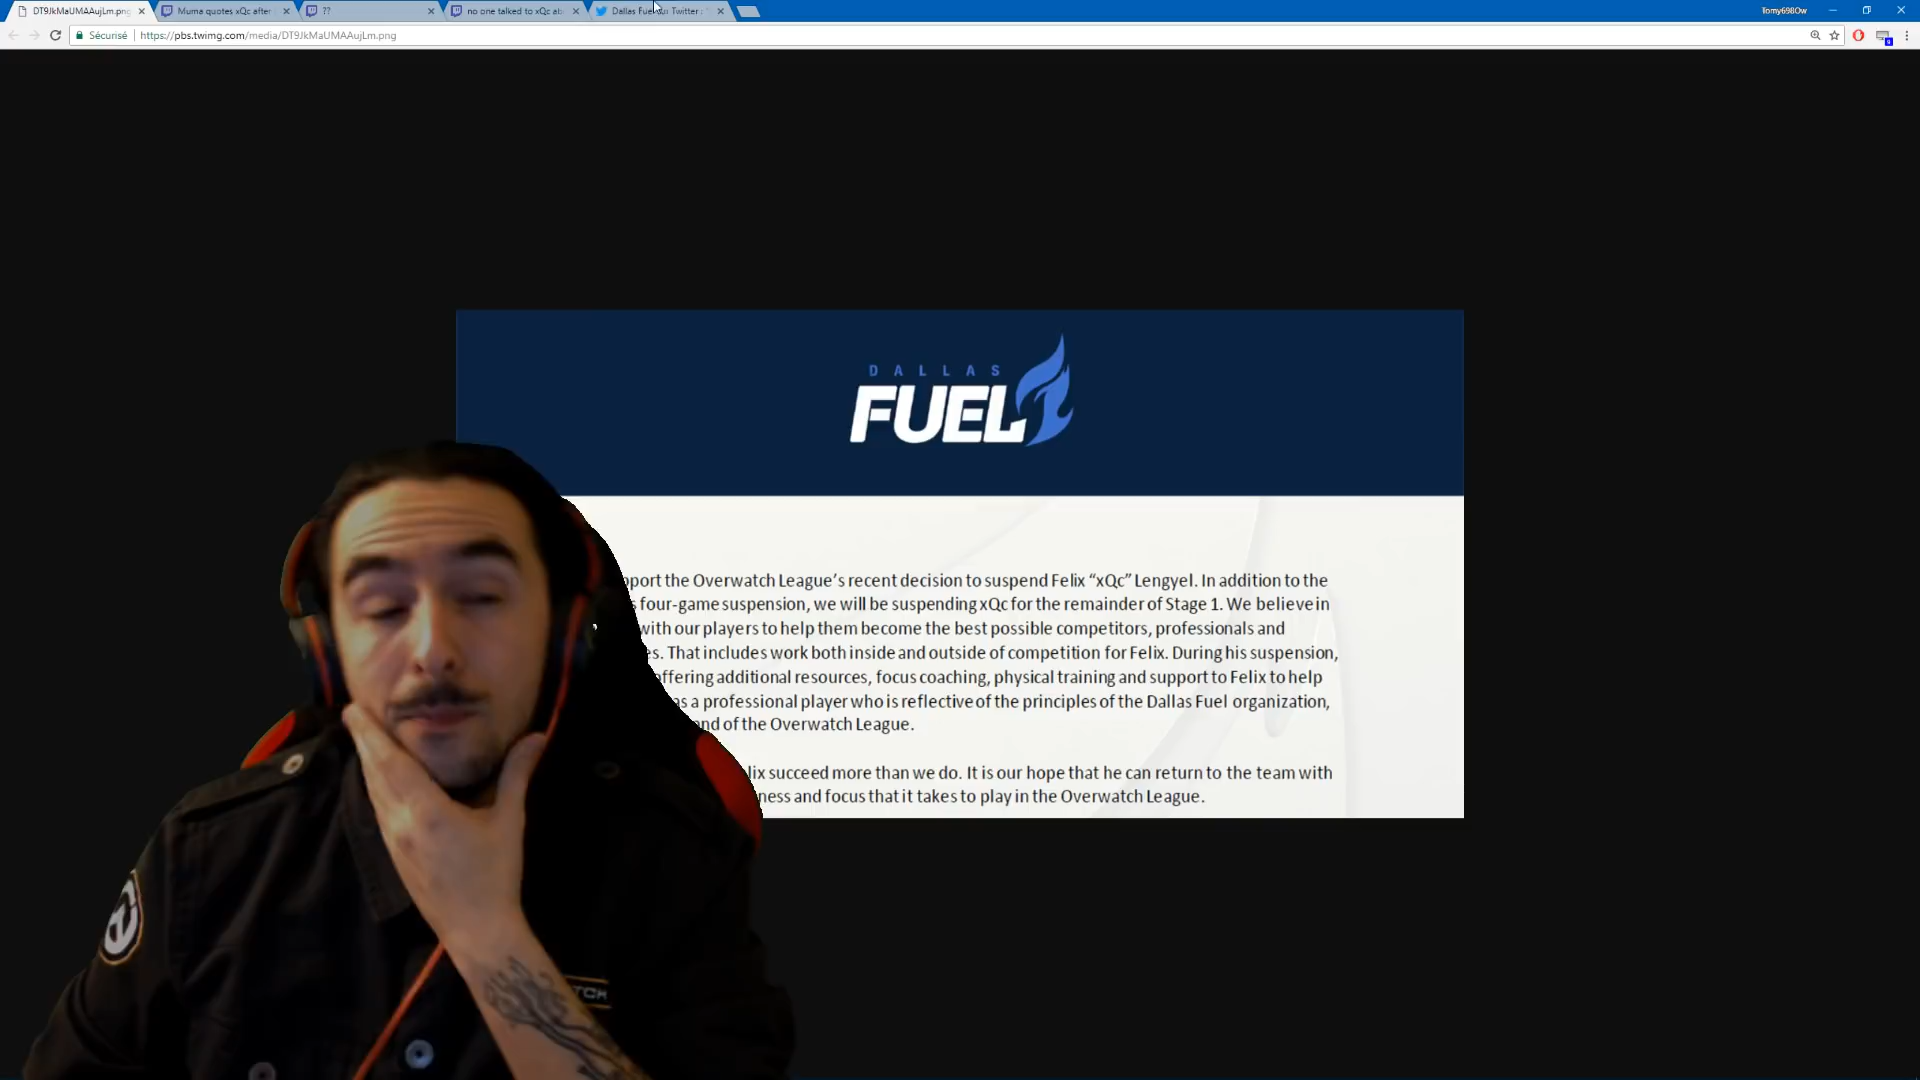 DT9JkMaUMAAujLm.png
Muma quotes xQc after
??
no one talked to xQc ab
Dallas Fuel Twitter :
Tomy698Ow
Sécurisé
https://pbs.twimg.com/media/DT9JkMaUMAAujLm.png
DALLAS
FUEL
pport the Overwatch League's recent decision to suspend Felix “xQc” Lengyel. In addition to the
s four-game suspension, we will be suspending xQc for the remainder of Stage 1. We believe in
with our players to help them become the best possible competitors, professionals and
es. That includes work both inside and outside of competition for Felix. During his suspension,
offering additional resources, focus coaching, physical training and support to Felix to help
as a professional player who is reflective of the principles of the Dallas Fuel organization,
nd of the Overwatch League.
lix succeed more than we do. It is our hope that he can return to the team with
ness and focus that it takes to play in the Overwatch League.
TCH